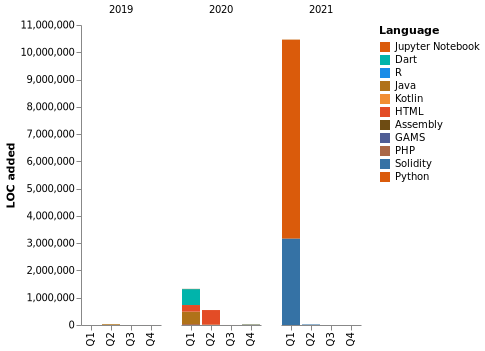 2019 2020 2021
Language
Jupyter Notebook
Dart
R
Java
Kotlin
HTML
Assembly
GAMS
PHP
Solidity
Python
LOC added
11,000,000
10,000,000
9,000,000
8,000,000
7,000,000
6,000,000
5,000,000
4,000,000
3,000,000
2,000,000
1,000,000
0
Q1 Q2 Q3 Q4 Q1 Q2 Q3 Q4 Q1 Q2 Q3 Q4